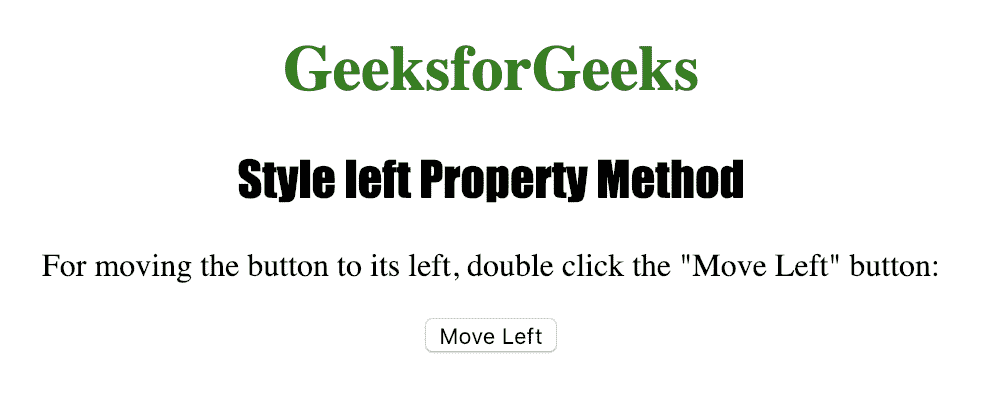 GeeksforGeeks
Style left Property Method
For moving the button to its left, double click the "Move Left" button:
Move Left